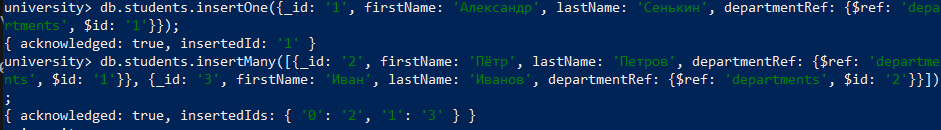 university> db.students.insertOne({_id: '1', firstName: 'Александр', lastName: 'Сенькин', departmentRef: {$ref: 'depa
rtments', $id: '1'}});
{ acknowledged: true, insertedId: '1' }
university> db.students.insertMany([{_id: '2', firstName: 'Пётр', lastName: 'Петров', departmentRef: {$ref: 'departme
nts', $id: '1'}}, {_id: '3', firstName: 'Иван', lastName: 'Иванов', departmentRef: {$ref: 'departments', $id: '2'}}])
;
{ acknowledged: true, insertedIds: { '0': '2', '1': '3' } }